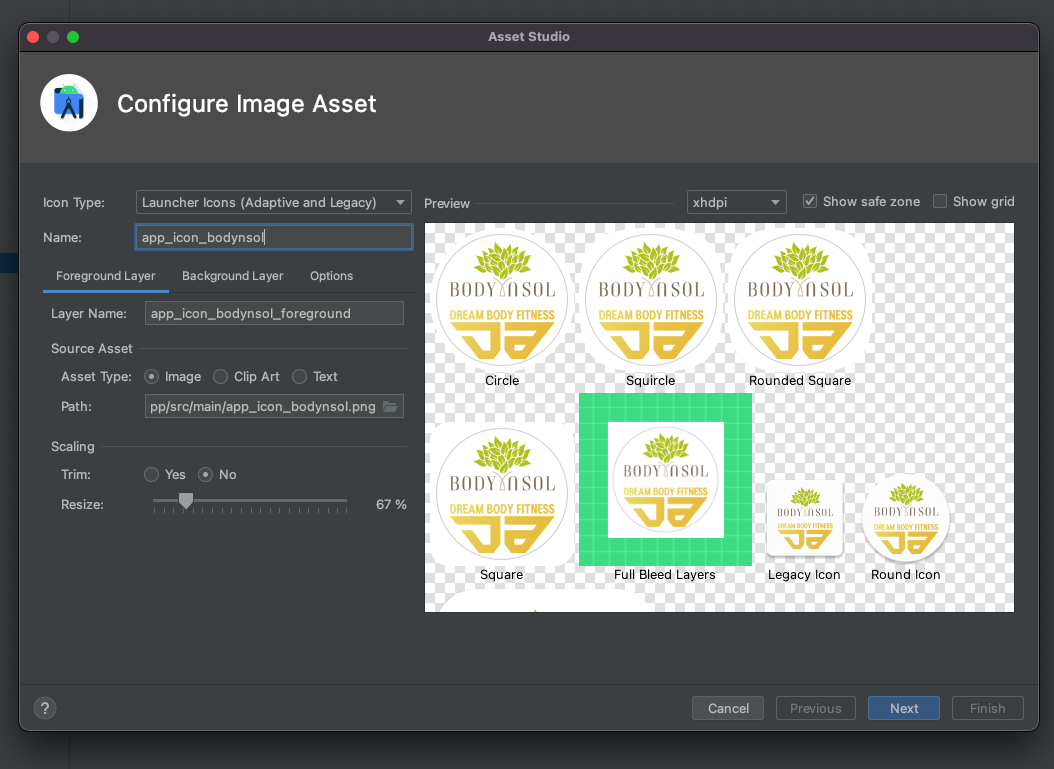 Asset Studio
Configure Image Asset
Icon Type: Launcher Icons (Adaptive and Legacy)
Name: app_icon_bodynsol
Foreground Layer Background Layer Options
Layer Name: app_icon_bodynsol_foreground
Source Asset
Asset Type: Image Clip Art Text
Path: pp/src/main/app_icon_bodynsol.png
Scaling
Trim: Yes No
Resize: 67 %
Preview xhdpi Show safe zone Show grid
BODY N SOL BODY N SOL BODY N SOL
DREAM BODY FITNESS DREAM BODY FITNESS DREAM BODY FITNESS
Circle Squircle Rounded Square
BODY N SOL BODY N SOL BODY N SOL BODY N SOL
DREAM BODY FITNESS DREAM BODY FITNESS DREAM BODY FITNESS DREAM BODY FITNESS
Square Full Bleed Layers Legacy Icon Round Icon
? Cancel Previous Next Finish